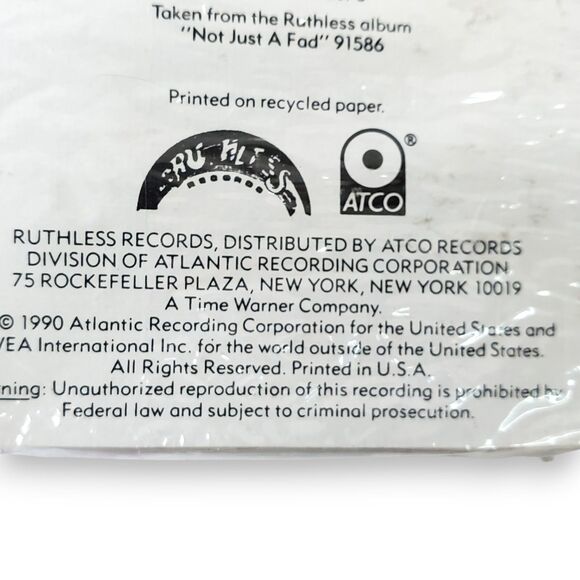 Taken from the Ruthless album
"Not Just A Fad" 91586
Printed on recycled paper.
RUTHLESS
®
ATCO
RUTHLESS RECORDS, DISTRIBUTED BY ATCO RECORDS
DIVISION OF ATLANTIC RECORDING CORPORATION
75 ROCKEFELLER PLAZA, NEW YORK, NEW YORK 10019
A Time Warner Company.
© 1990 Atlantic Recording Corporation for the United States and
WEA International Inc. for the world outside of the United States.
All Rights Reserved. Printed in U.S.A.
rning: Unauthorized reproduction of this recording is prohibited by
Federal law and subject to criminal prosecution.